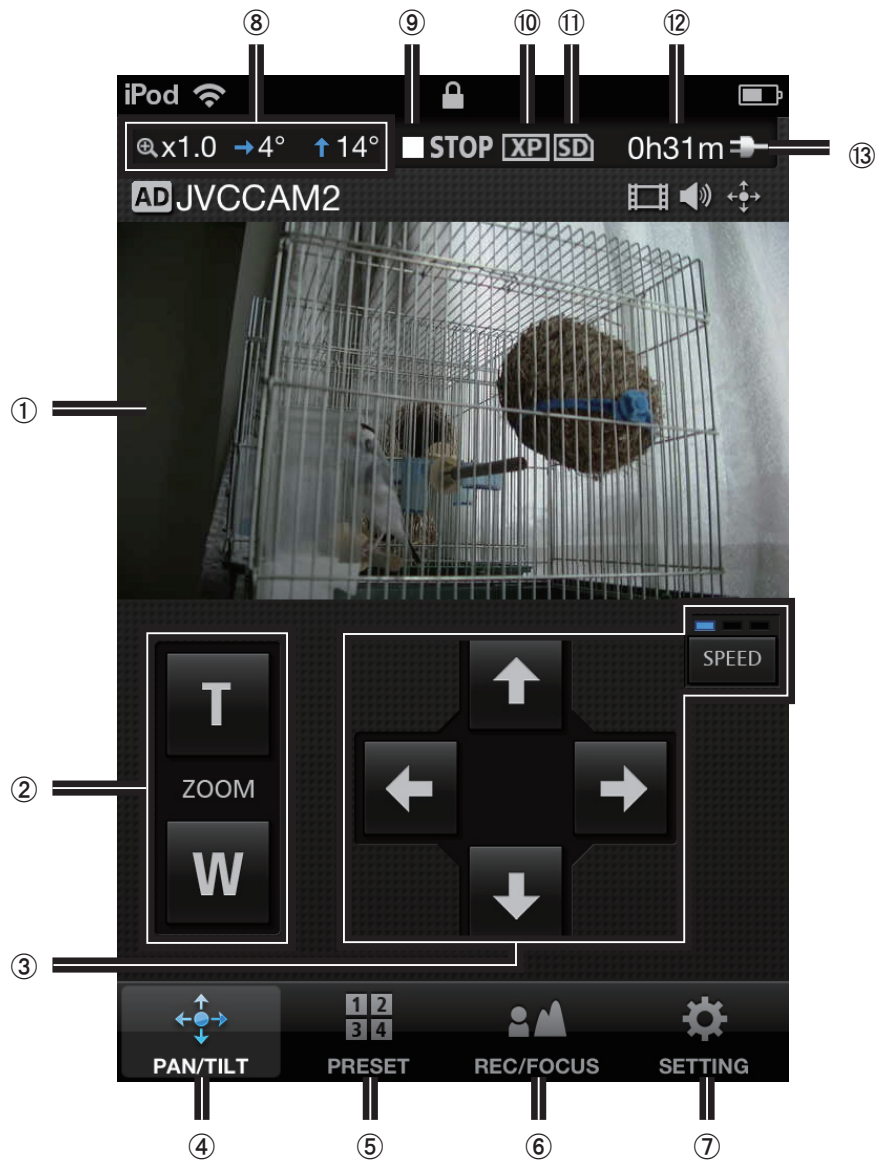 ⑧ ⑨ ⑩ ⑪ ⑫
iPod
x1.0 →4° ↑14° STOP XP SD 0h31m ⑬
AD JVCCAM2
①
SPEED
T
② ZOOM
W
③
1 2
3 4
PAN/TILT PRESET REC/FOCUS SETTING
④ ⑤ ⑥ ⑦